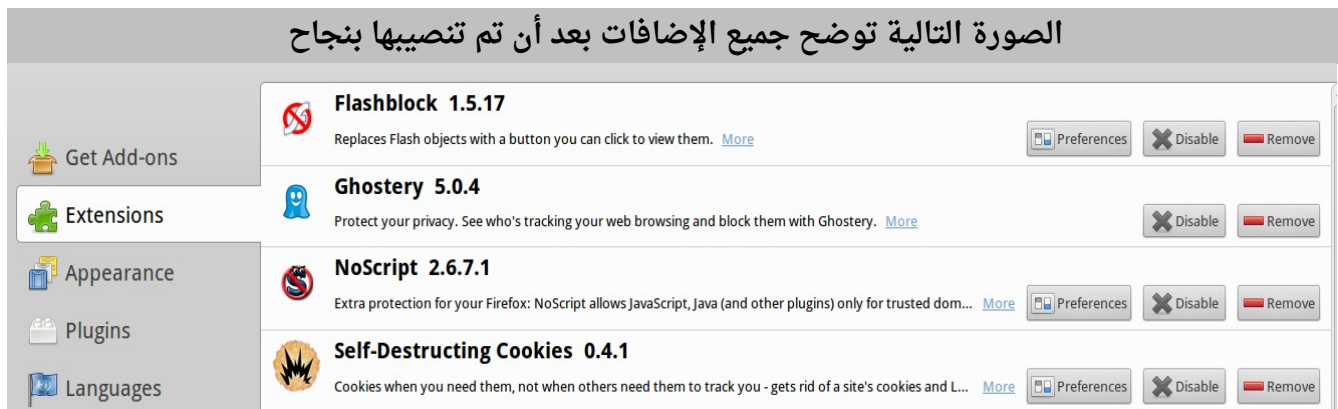 الصورة التالية توضح جميع الإضافات بعد أن تم تنصيبها بنجاح
Get Add-ons
Extensions
Appearance
Plugins
Languages
Flashblock 1.5.17
Replaces Flash objects with a button you can click to view them. More
Preferences Disable Remove
Ghostery 5.0.4
Protect your privacy. See who's tracking your web browsing and block them with Ghostery. More
Disable Remove
NoScript 2.6.7.1
Extra protection for your Firefox: NoScript allows JavaScript, Java (and other plugins) only for trusted dom... More
Preferences Disable Remove
Self-Destructing Cookies 0.4.1
Cookies when you need them, not when others need them to track you - gets rid of a site's cookies and L... More
Preferences Disable Remove